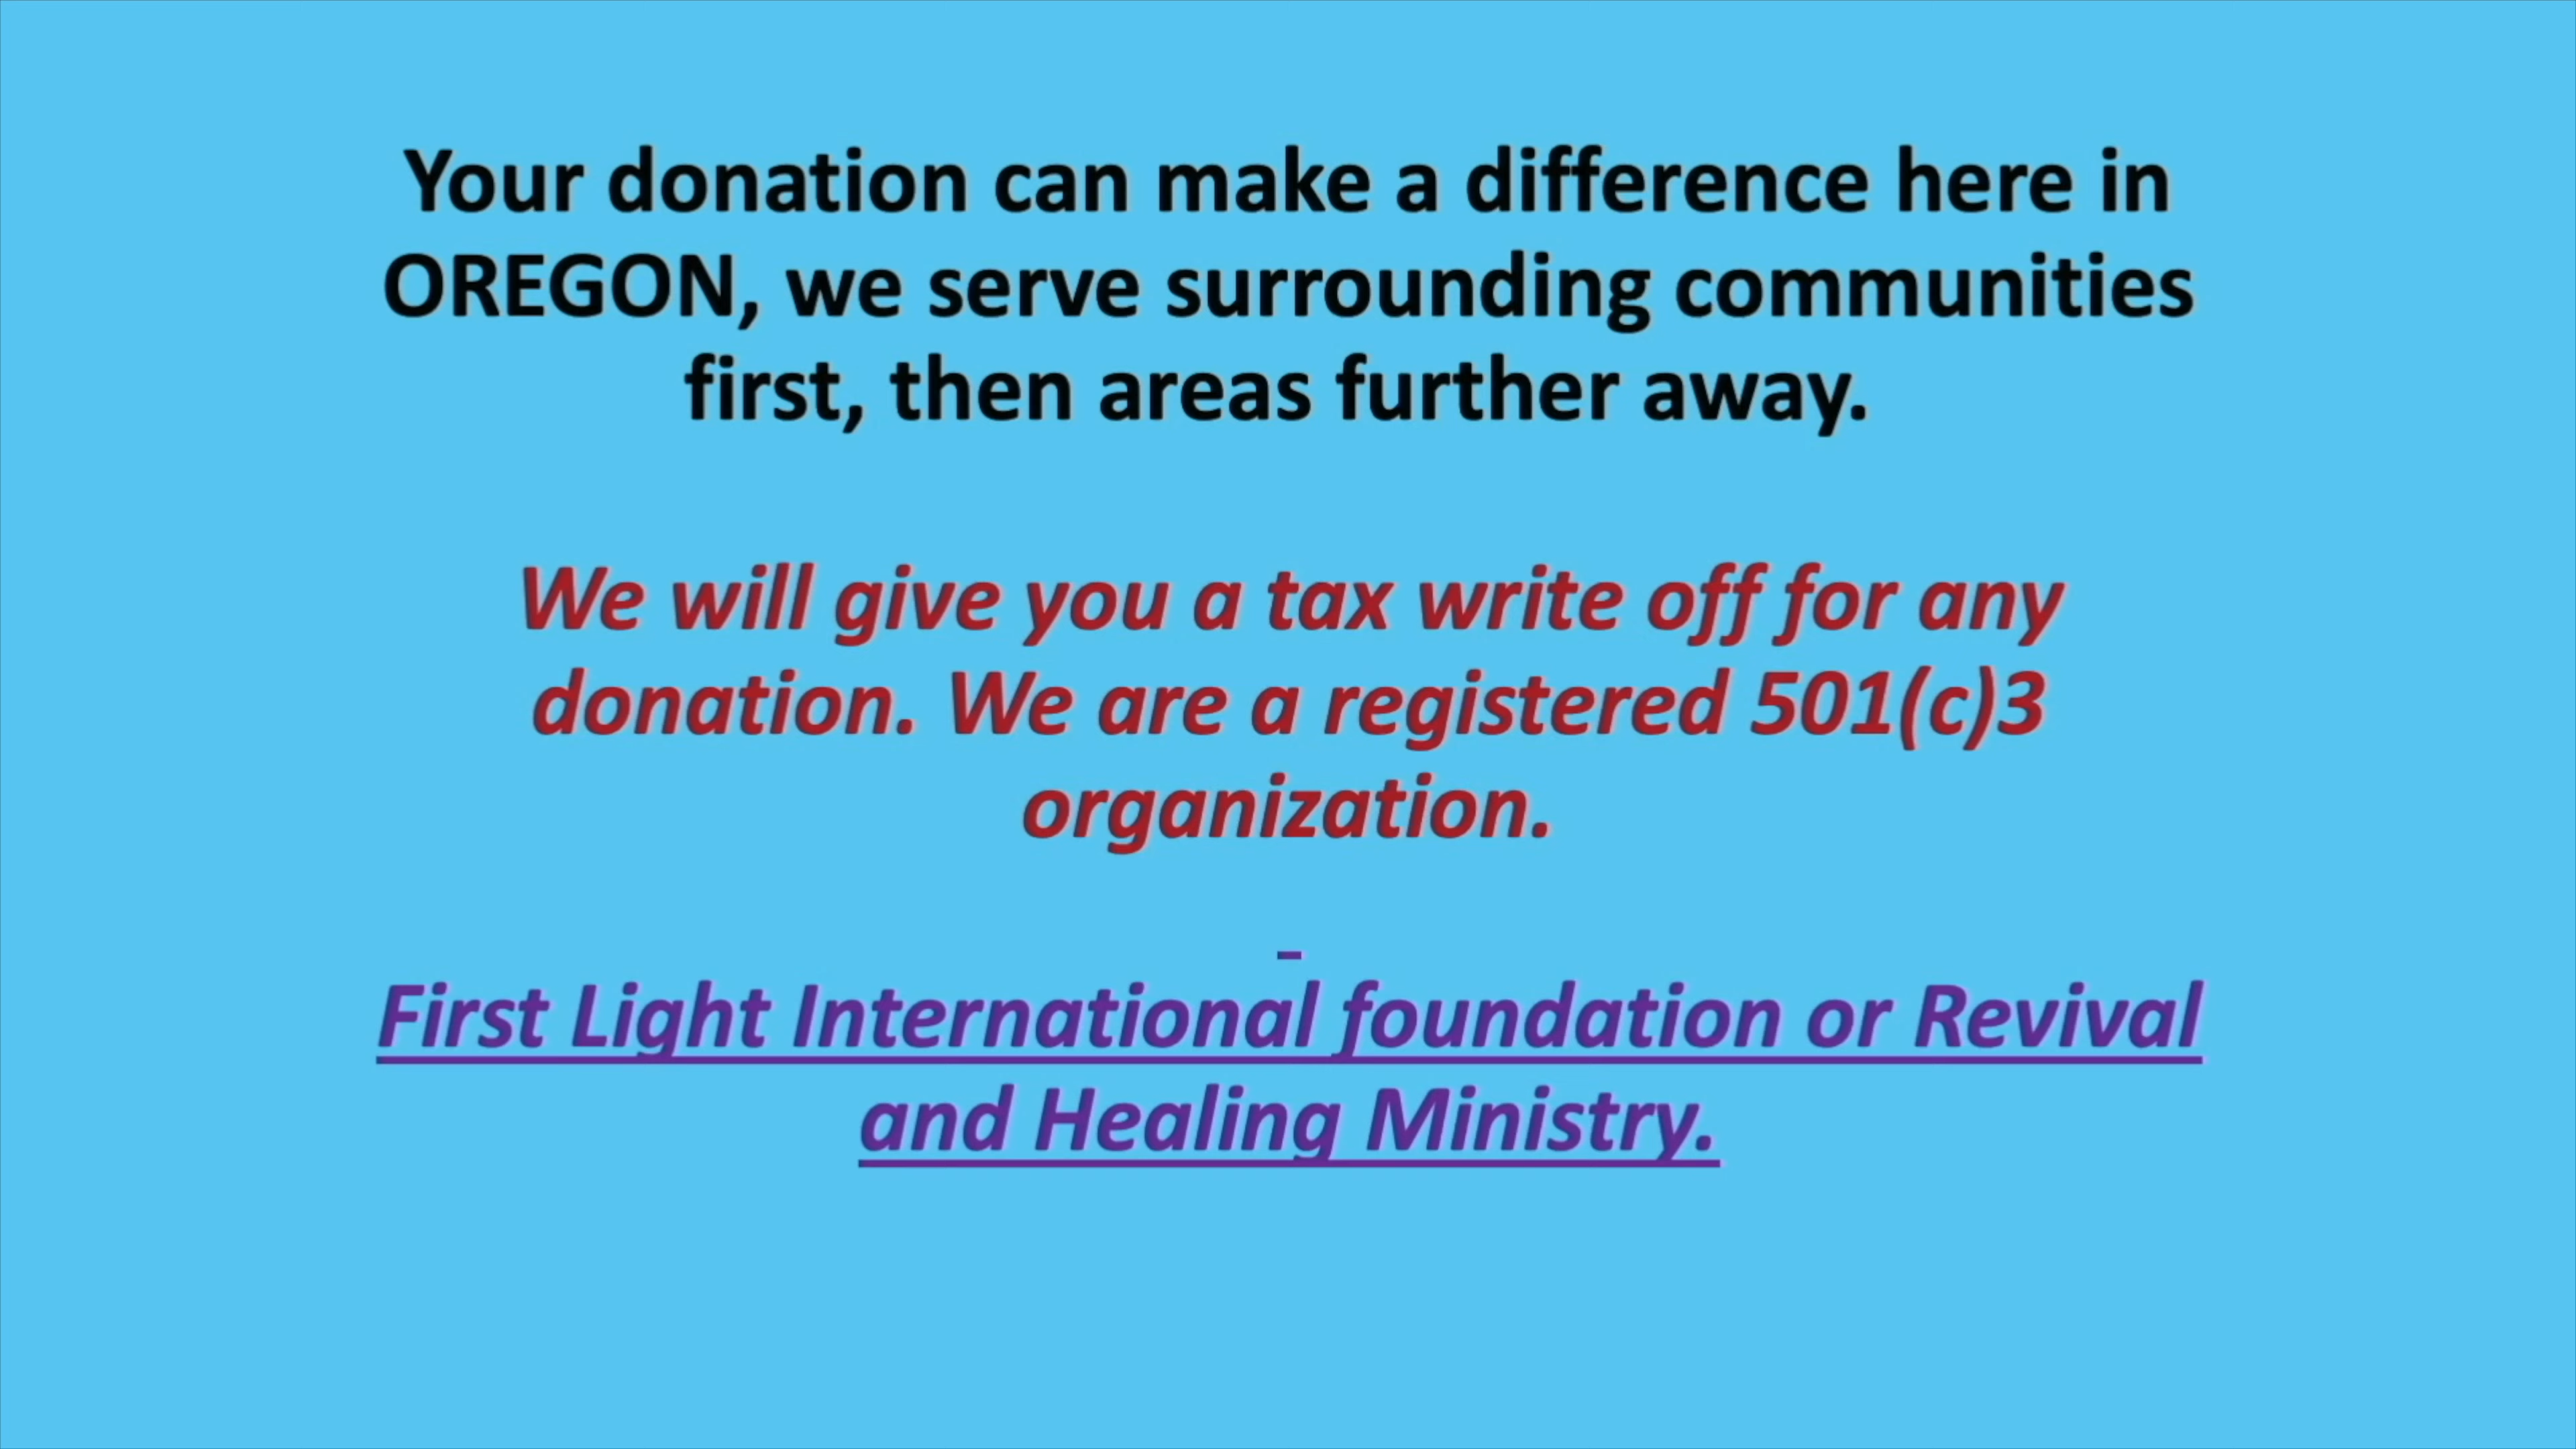 Your donation can make a difference here in
OREGON, we serve surrounding communities
first, then areas further away.
We will give you a tax write off for any
donation. We are a registered 501(c)3
organization.
First Light International foundation or Revival
and Healing Ministry.